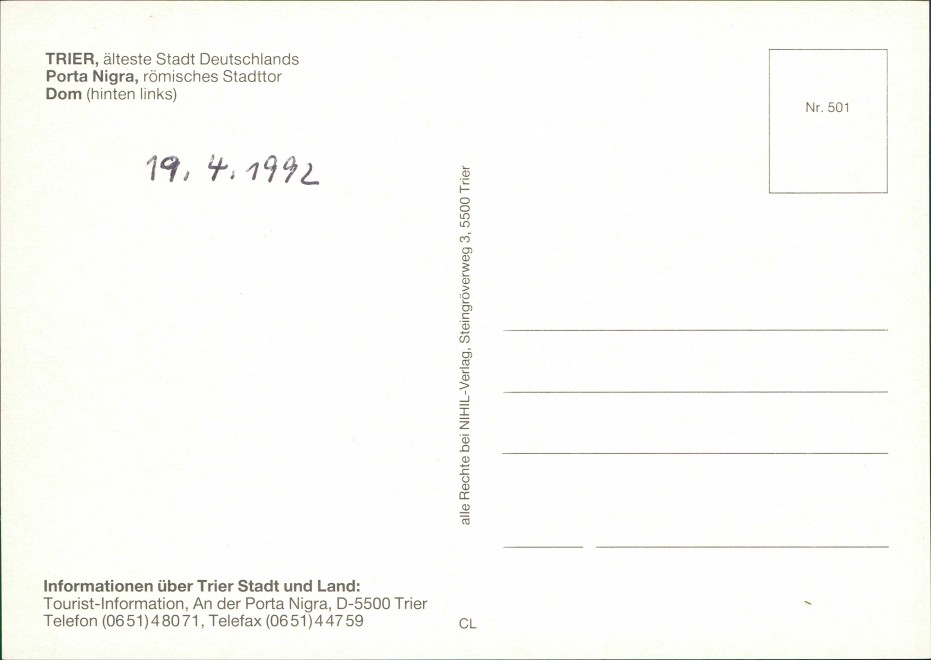 TRIER, älteste Stadt Deutschlands
Porta Nigra, römisches Stadttor
Dom (hinten links)
19. 4. 1992
alle Rechte bei NIHIL-Verlag, Steingröverweg 3, 5500 Trier
Nr. 501
Informationen über Trier Stadt und Land:
Tourist-Information, An der Porta Nigra, D-5500 Trier
Telefon (0651)48071, Telefax (0651)44759
CL